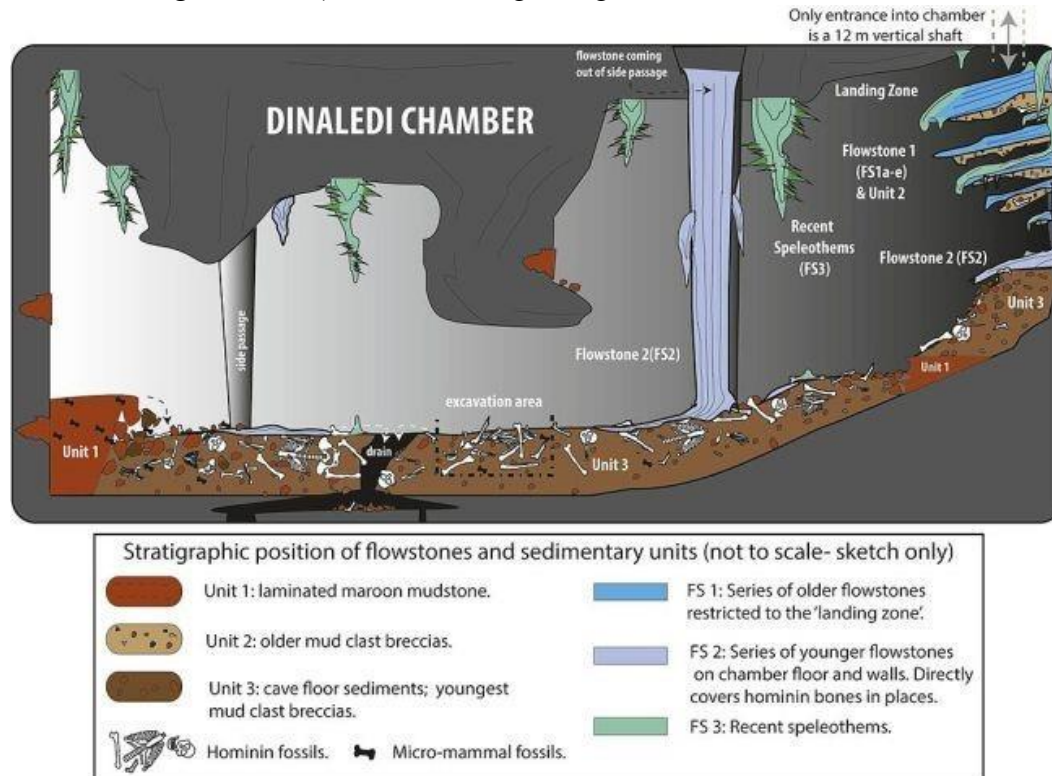 Only entrance into chamber
is a 12 m vertical shaft
flowstone coming
out of side passage
Landing Zone
DINALEDI CHAMBER
Flowstone 1
(FS1a-e)
& Unit 2
Recent
Speleothems
(FS3)
Flowstone 2 (FS2)
Unit 3
side passage
Flowstone 2(FS2)
Unit 1
excavation area
Unit 1
drain
Unit 3
Stratigraphic position of flowstones and sedimentary units (not to scale- sketch only)
Unit 1: laminated maroon mudstone.
Unit 2: older mud clast breccias.
Unit 3: cave floor sediments; youngest
mud clast breccias.
Hominin fossils.
Micro-mammal fossils.
FS 1: Series of older flowstones
restricted to the 'landing zone'.
FS 2: Series of younger flowstones
on chamber floor and walls. Directly
covers hominin bones in places.
FS 3: Recent speleothems.